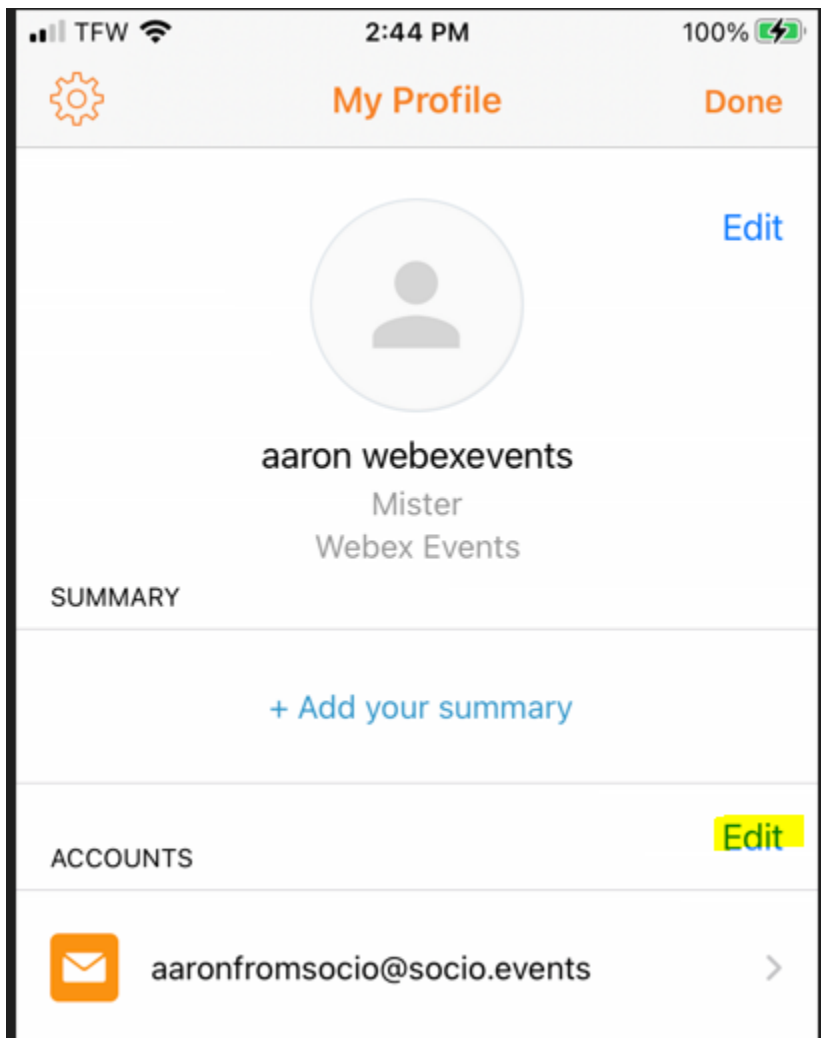 TFW 2:44 PM 100%
My Profile Done
Edit
aaron webexevents
Mister
Webex Events
SUMMARY
+ Add your summary
Edit
ACCOUNTS
aaronfromsocio@socio.events